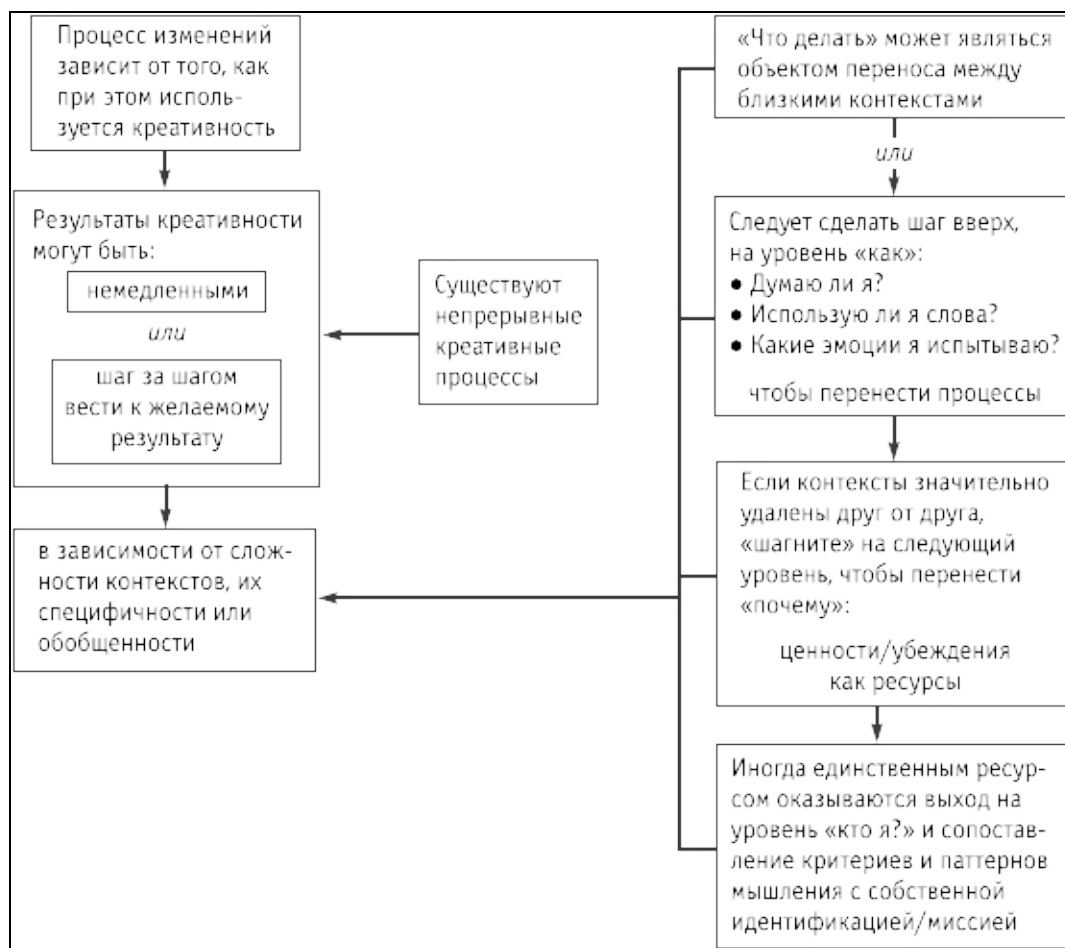 Процесс изменений
зависит от того, как
при этом исполь-
зуется креативность
Результаты креативности
могут быть:
немедленными
или
шаг за шагом
вести к желаемому
результату
в зависимости от слож-
ности контекстов, их
специфичности или
обобщенности
Существуют
непрерывные
креативные
процессы
«Что делать» может являться
объектом переноса между
близкими контекстами
или
Следует сделать шаг вверх,
на уровень «как»:
● Думаю ли я?
● Использую ли я слова?
● Какие эмоции я испытываю?
чтобы перенести процессы
Если контексты значительно
удалены друг от друга,
«шагните» на следующий
уровень, чтобы перенести
«почему»:
ценности/убеждения
как ресурсы
Иногда единственным ресур-
сом оказываются выход на
уровень «кто я?» и сопостав-
ление критериев и паттернов
мышления с собственной
идентификацией/миссией